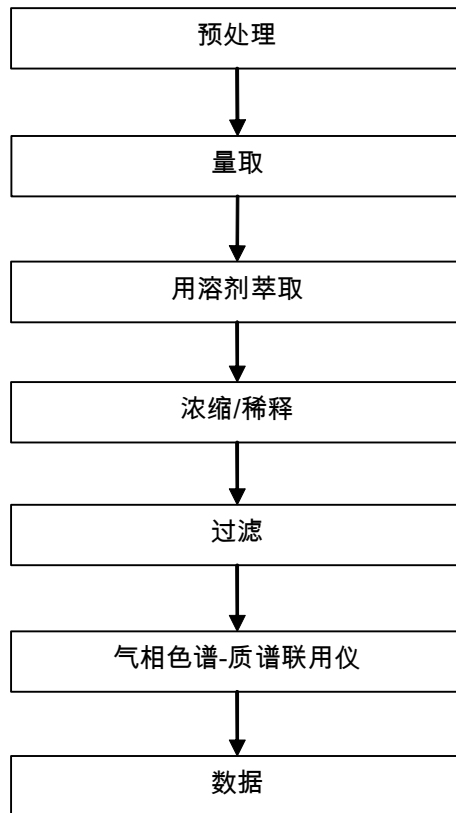 预处理
量取
用溶剂萃取
浓缩/稀释
过滤
气相色谱-质谱联用仪
数据